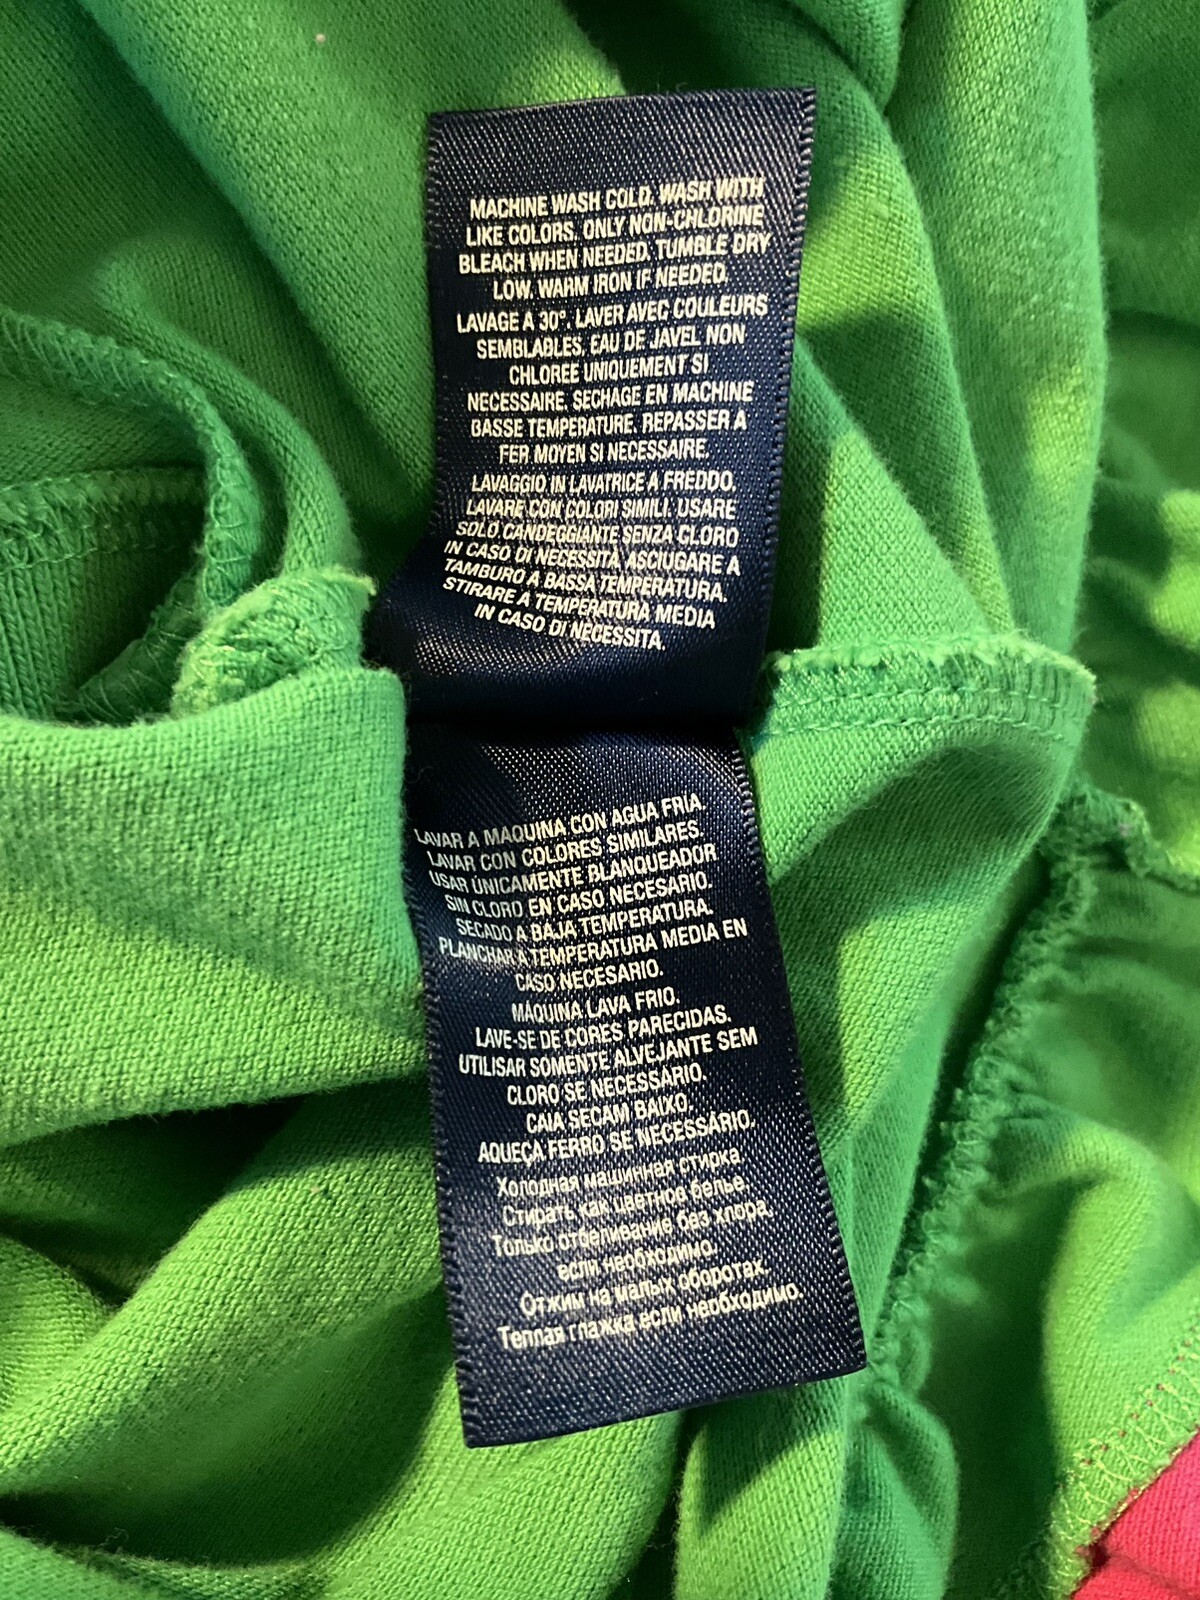 MACHINE WASH COLD. WASH WITH
LIKE COLORS. ONLY NON-CHLORINE
BLEACH WHEN NEEDED. TUMBLE DRY
LOW. WARM IRON IF NEEDED.
LAVAGE A 30°. LAVER AVEC COULEURS
SEMBLABLES. EAU DE JAVEL NON
CHLOREE UNIQUEMENT SI
NECESSAIRE. SECHAGE EN MACHINE
BASSE TEMPERATURE. REPASSER A
FER MOYEN SI NECESSAIRE.
LAVAGGIO IN LAVATRICE A FREDDO.
LAVARE CON COLORI SIMILI. USARE
SOLO CANDEGGIANTE SENZA CLORO
IN CASO DI NECESSITA. ASCIUGARE A
TAMBURO A BASSA TEMPERATURA.
STIRARE A TEMPERATURA MEDIA
IN CASO DI NECESSITA.
LAVAR A MAQUINA CON AGUA FRIA.
LAVAR CON COLORES SIMILARES.
USAR ÚNICAMENTE BLANQUEADOR
SIN CLORO EN CASO NECESARIO.
SECADO A BAJA TEMPERATURA.
PLANCHAR A TEMPERATURA MEDIA EN
CASO NECESARIO.
MÁQUINA LAVA FRIO.
LAVE-SE DE CORES PARECIDAS.
UTILISAR SOMENTE ALVEJANTE SEM
CLORO SE NECESSÁRIO.
CAIA SECAM BAIXO.
AQUEÇA FERRO SE NECESSÁRIO.
Холодная машинная стирка.
Стирать как цветное белье.
Только отбеливание без хлора,
если необходимо.
Отжим на малых оборотах.
Теплая глажка если необходимо.